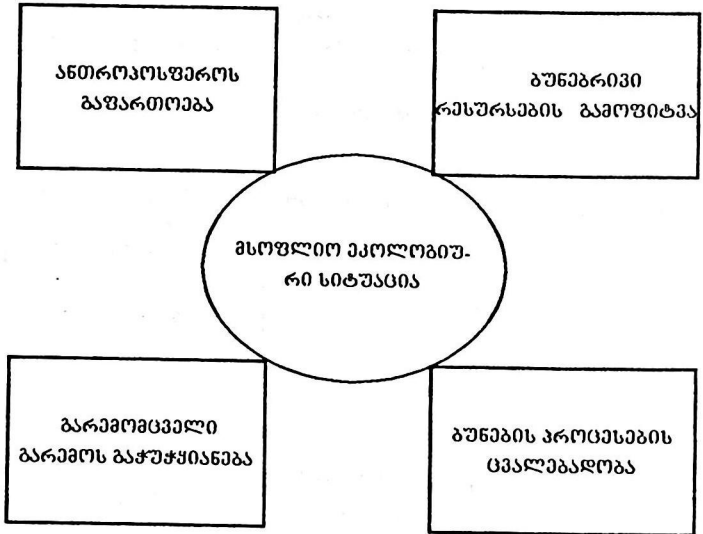 ანთროპოსფეროს
გაფართოება
ბუნებრივი
რესურსების გამოფიტვა
მსოფლიო ეკოლოგიუ-
რი სიტუაცია
გარემომცველი
გარემოს გაჭუჭყიანება
ბუნების პროცესების
ცვალებადობა